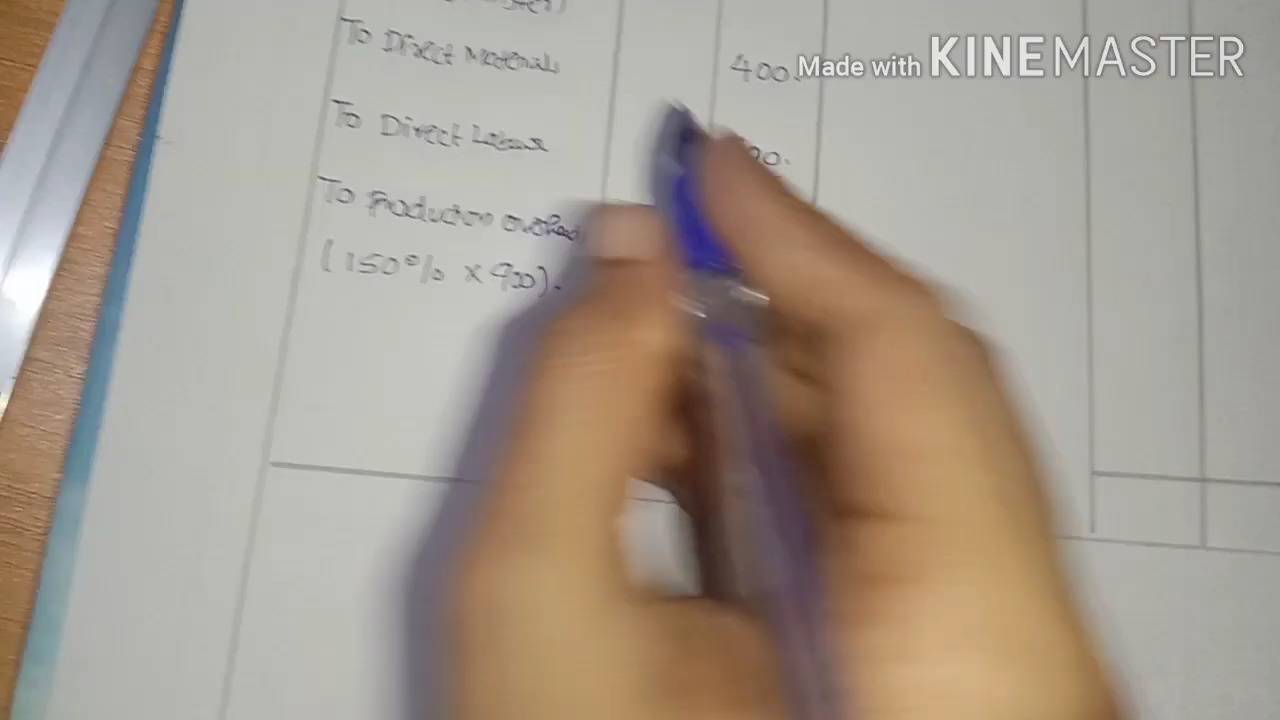 To Direct Materials 400.
Made with KINEMASTER
To Direct Labour
To Production overhead
(150% x 900).